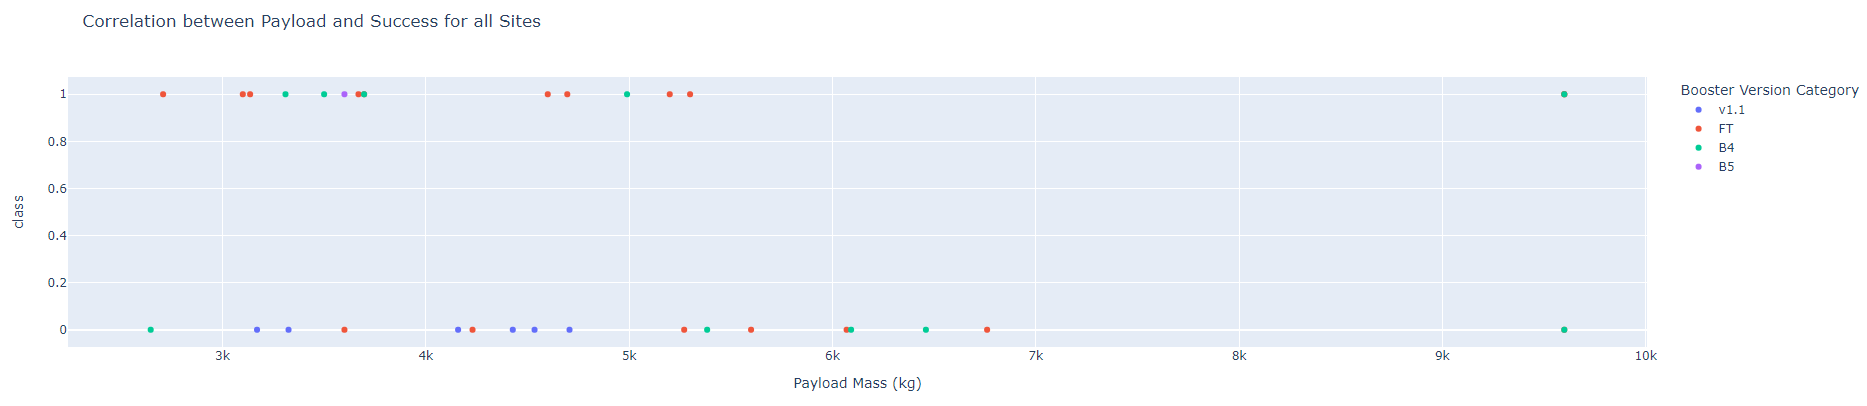 Correlation between Payload and Success for all Sites
Booster Version Category
v1.1
FT
B4
B5
1
0.8
0.6
0.4
0.2
0
class
3k
4k
5k
6k
7k
8k
9k
10k
Payload Mass (kg)